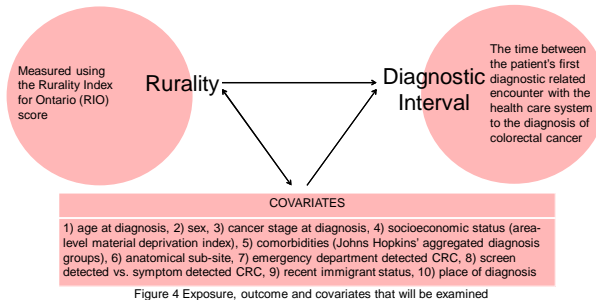 Measured using
the Rurality Index
for Ontario (RIO)
score
Rurality
Diagnostic
Interval
The time between
the patient's first
diagnostic related
encounter with the
health care system
to the diagnosis of
colorectal cancer
COVARIATES
1) age at diagnosis, 2) sex, 3) cancer stage at diagnosis, 4) socioeconomic status (area-
level material deprivation index), 5) comorbidities (Johns Hopkins' aggregated diagnosis
groups), 6) anatomical sub-site, 7) emergency department detected CRC, 8) screen
detected vs. symptom detected CRC, 9) recent immigrant status, 10) place of diagnosis
Figure 4 Exposure, outcome and covariates that will be examined